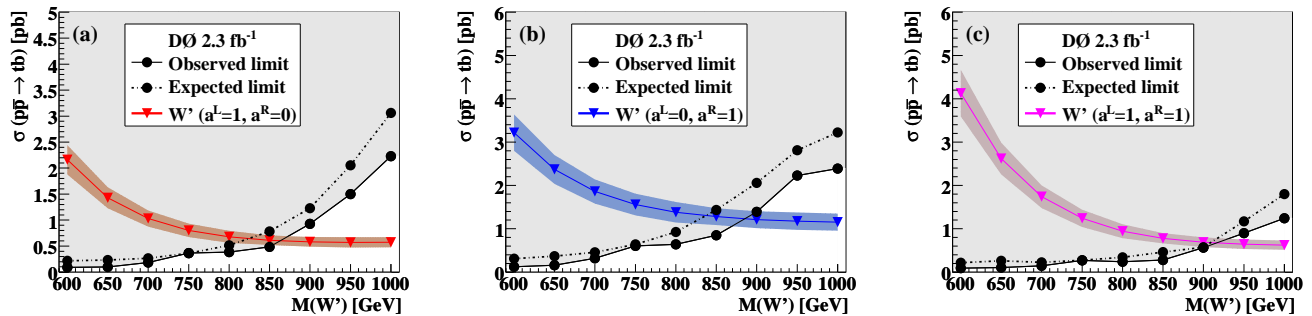 σ (pp̅ → tb) [pb]
5
4.5
4
3.5
3
2.5
2
1.5
1
0.5
0
(a)
DØ 2.3 fb⁻¹
Observed limit
Expected limit
W' (aᴸ=1, aᴿ=0)
600 650 700 750 800 850 900 950 1000
M(W') [GeV]
σ (pp̅ → tb) [pb]
6
5
4
3
2
1
0
(b)
DØ 2.3 fb⁻¹
Observed limit
Expected limit
W' (aᴸ=0, aᴿ=1)
600 650 700 750 800 850 900 950 1000
M(W') [GeV]
σ (pp̅ → tb) [pb]
6
5
4
3
2
1
0
(c)
DØ 2.3 fb⁻¹
Observed limit
Expected limit
W' (aᴸ=1, aᴿ=1)
600 650 700 750 800 850 900 950 1000
M(W') [GeV]